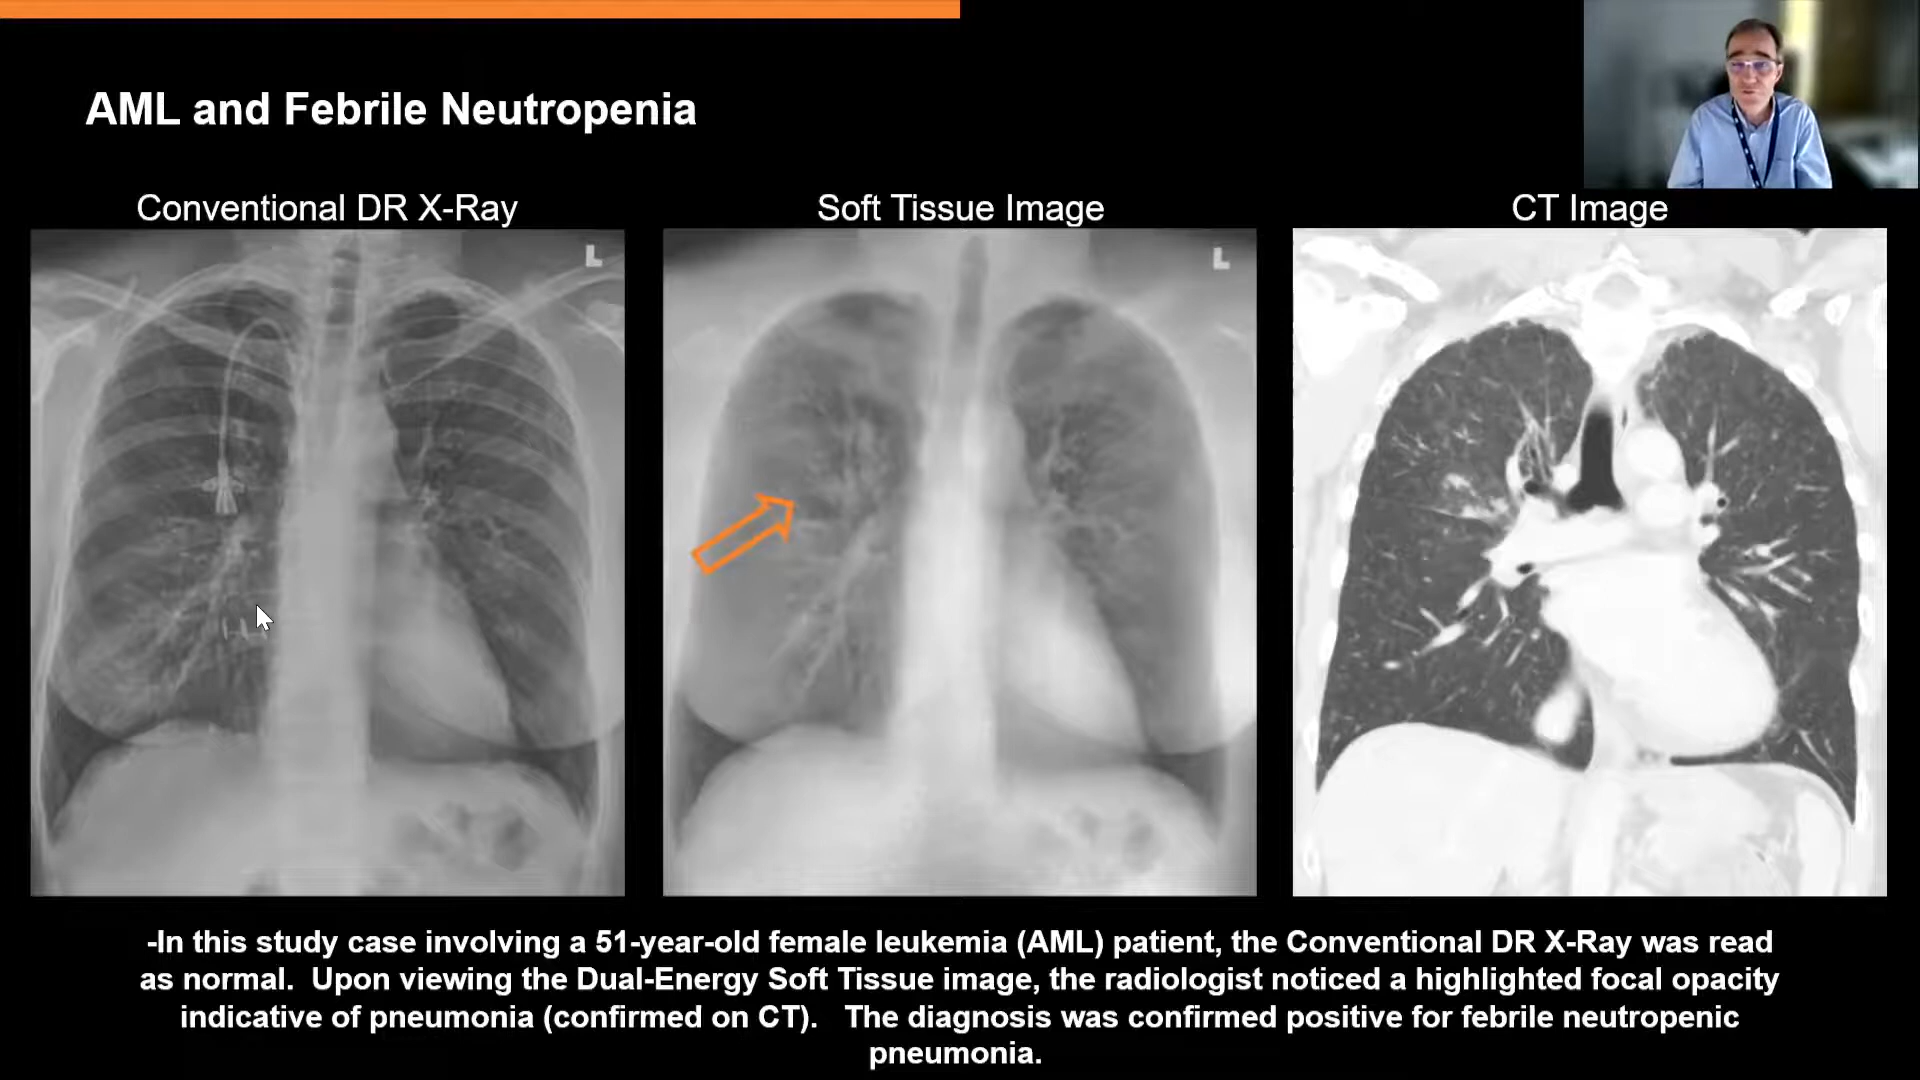 AML and Febrile Neutropenia
Conventional DR X-Ray
Soft Tissue Image
CT Image
L
L
-In this study case involving a 51-year-old female leukemia (AML) patient, the Conventional DR X-Ray was read
as normal.  Upon viewing the Dual-Energy Soft Tissue image, the radiologist noticed a highlighted focal opacity
indicative of pneumonia (confirmed on CT).   The diagnosis was confirmed positive for febrile neutropenic
pneumonia.